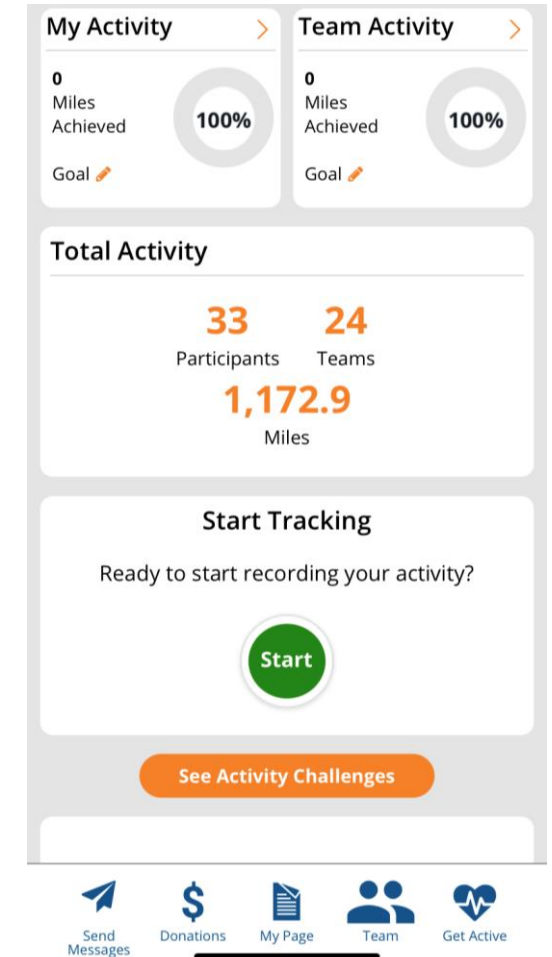 My Activity
Team Activity
0
Miles
Achieved
100%
Goal
0
Miles
Achieved
100%
Goal
Total Activity
33
Participants
24
Teams
1,172.9
Miles
Start Tracking
Ready to start recording your activity?
Start
See Activity Challenges
Send
Messages
Donations
My Page
Team
Get Active